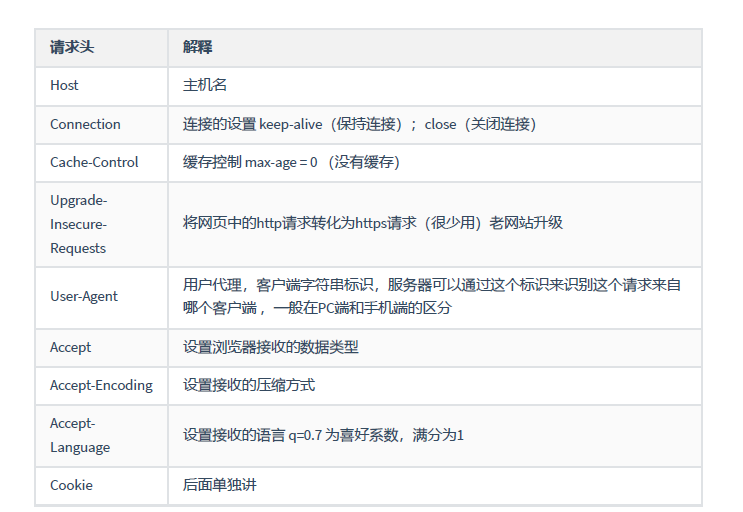 请求头 解释
Host 主机名
Connection 连接的设置 keep-alive（保持连接）；close（关闭连接）
Cache-Control 缓存控制 max-age = 0 （没有缓存）
Upgrade-
Insecure-
Requests
将网页中的http请求转化为https请求（很少用）老网站升级
User-Agent
用户代理，客户端字符串标识，服务器可以通过这个标识来识别这个请求来自
哪个客户端 ，一般在PC端和手机端的区分
Accept 设置浏览器接收的数据类型
Accept-Encoding 设置接收的压缩方式
Accept-
Language
设置接收的语言 q=0.7 为喜好系数，满分为1
Cookie 后面单独讲